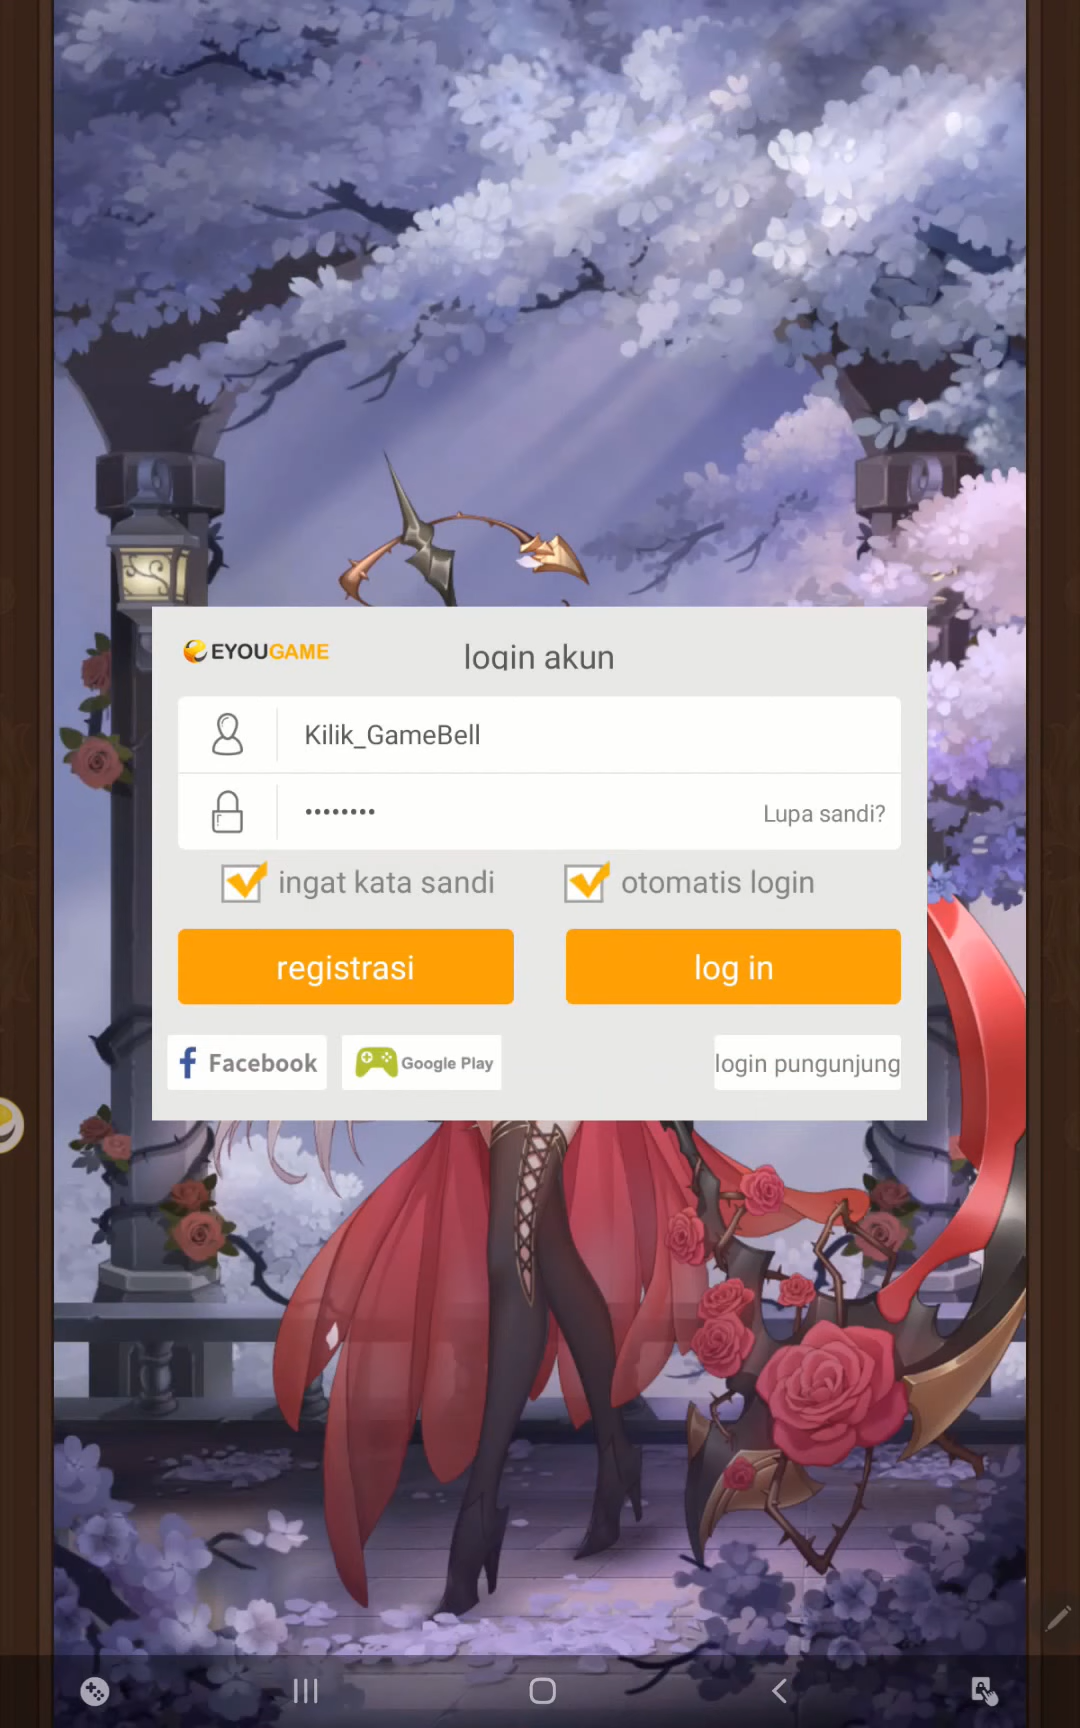 EYOUGAME
login akun
Kilik_GameBell
••••••••
Lupa sandi?
ingat kata sandi
otomatis login
registrasi
log in
Facebook
Google Play
login pungunjung